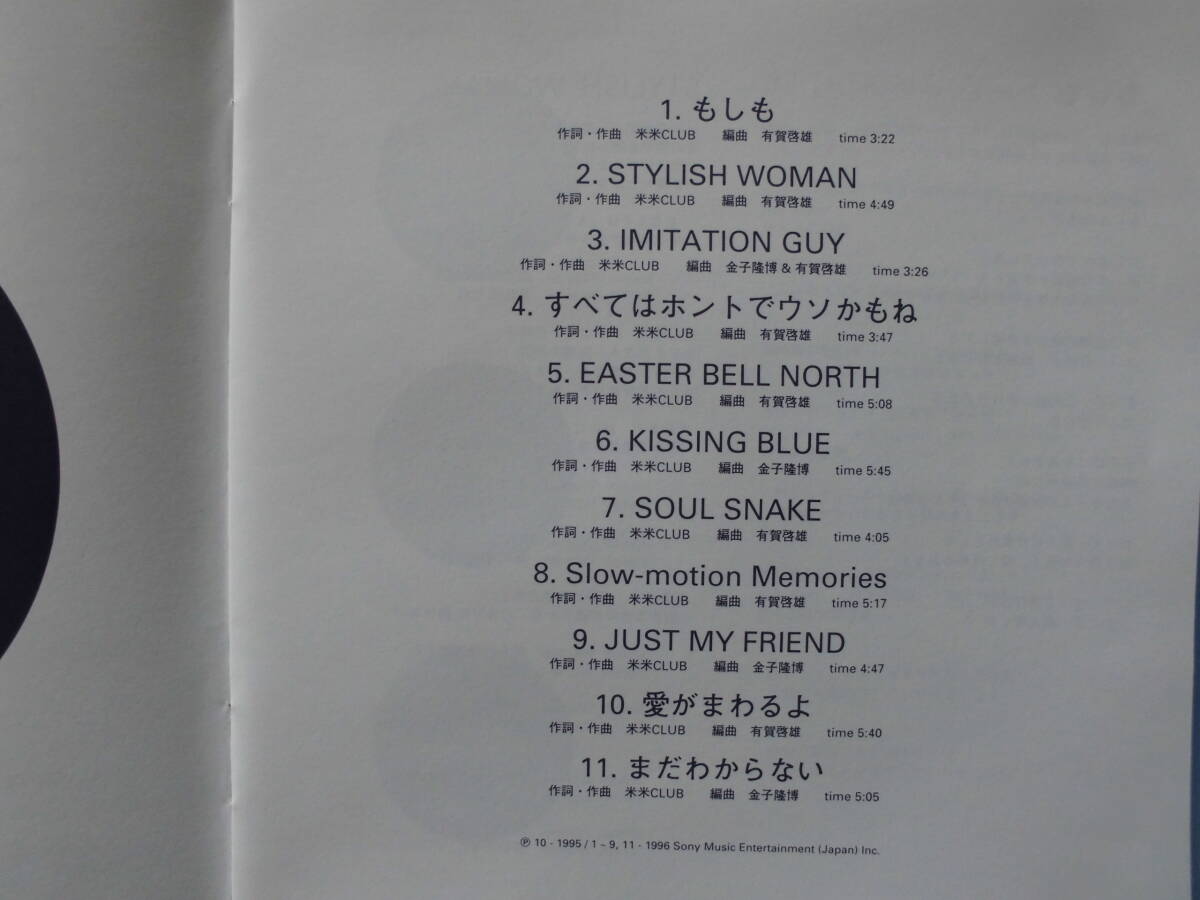 1. もしも
作詞・作曲　米米CLUB　　編曲　有賀啓雄　　time 3:22
2. STYLISH WOMAN
作詞・作曲　米米CLUB　　編曲　有賀啓雄　　time 4:49
3. IMITATION GUY
作詞・作曲　米米CLUB　　編曲　金子隆博 & 有賀啓雄　　time 3:26
4. すべてはホントでウソかもね
作詞・作曲　米米CLUB　　編曲　有賀啓雄　　time 3:47
5. EASTER BELL NORTH
作詞・作曲　米米CLUB　　編曲　有賀啓雄　　time 5:08
6. KISSING BLUE
作詞・作曲　米米CLUB　　編曲　金子隆博　　time 5:45
7. SOUL SNAKE
作詞・作曲　米米CLUB　　編曲　有賀啓雄　　time 4:05
8. Slow-motion Memories
作詞・作曲　米米CLUB　　編曲　有賀啓雄　　time 5:17
9. JUST MY FRIEND
作詞・作曲　米米CLUB　　編曲　金子隆博　　time 4:47
10. 愛がまわるよ
作詞・作曲　米米CLUB　　編曲　有賀啓雄　　time 5:40
11. まだわからない
作詞・作曲　米米CLUB　　編曲　金子隆博　　time 5:05
℗ 10 - 1995 / 1 ~ 9, 11 - 1996 Sony Music Entertainment (Japan) Inc.